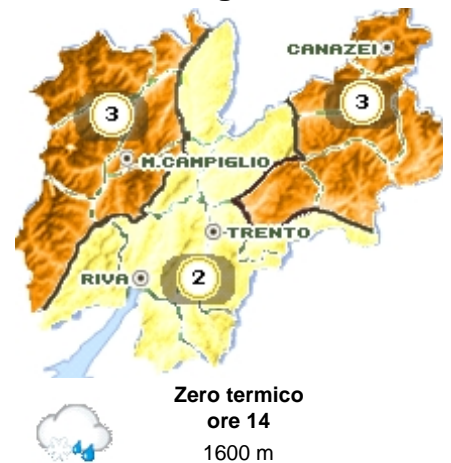 CANAZEI
3
3
M.CAMPIGLIO
TRENTO
RIVA
2
Zero termico
ore 14
1600 m